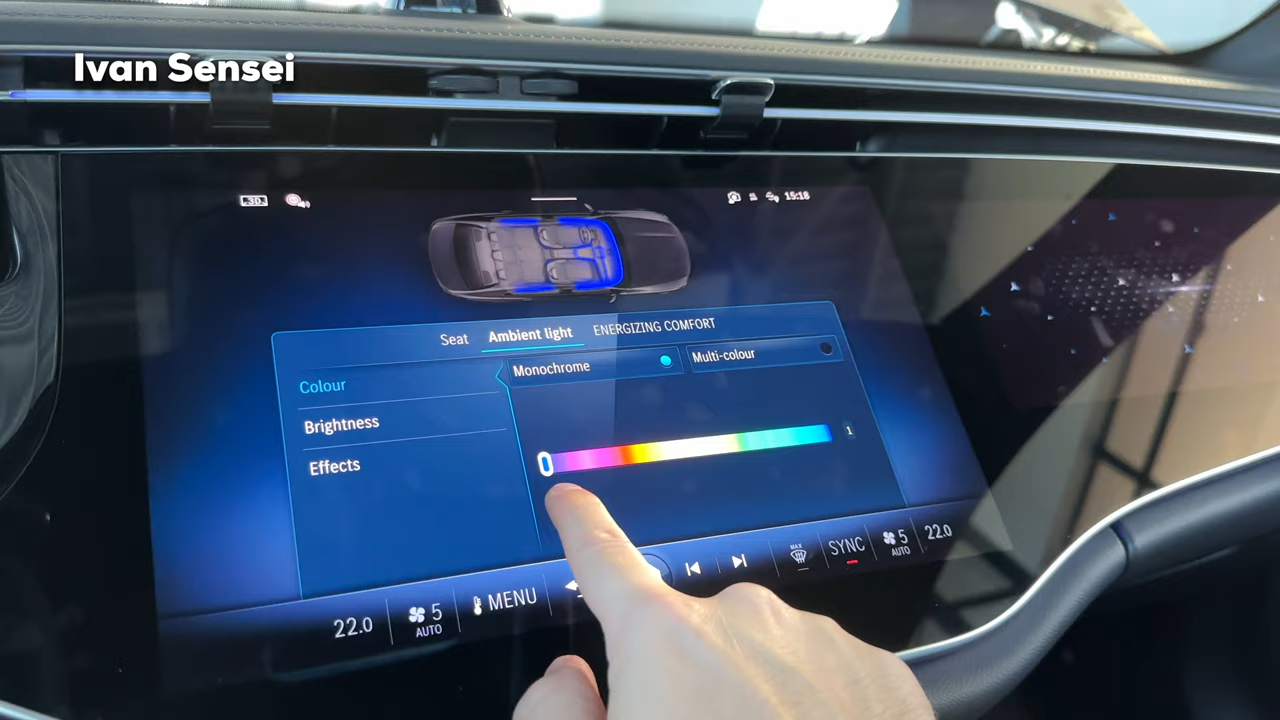 Ivan Sensei
3D
15:18
Seat Ambient light ENERGIZING COMFORT
Colour
Monochrome
Multi-colour
Brightness
Effects
1
22.0
5
AUTO
MENU
MAX
SYNC
5
AUTO
22.0